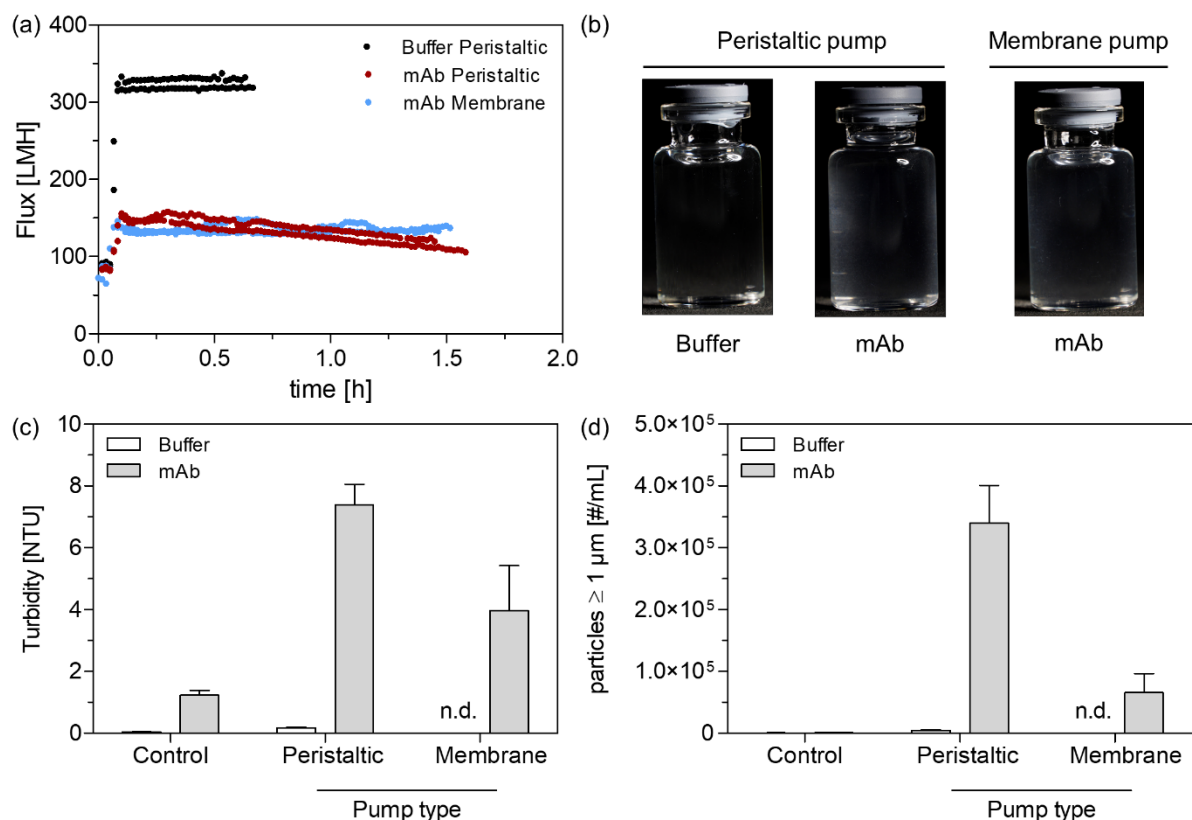 (a)
400
300
200
100
0
Flux [LMH]
Buffer Peristaltic
mAb Peristaltic
mAb Membrane
0.0 0.5 1.0 1.5 2.0
time [h]
(b)
Peristaltic pump
Membrane pump
Buffer
mAb
mAb
(c)
10
8
6
4
2
0
Turbidity [NTU]
Buffer
mAb
n.d.
Control Peristaltic Membrane
Pump type
(d)
5.0×10⁵
4.0×10⁵
3.0×10⁵
2.0×10⁵
1.0×10⁵
0
particles ≥ 1 µm [#/mL]
Buffer
mAb
n.d.
Control Peristaltic Membrane
Pump type